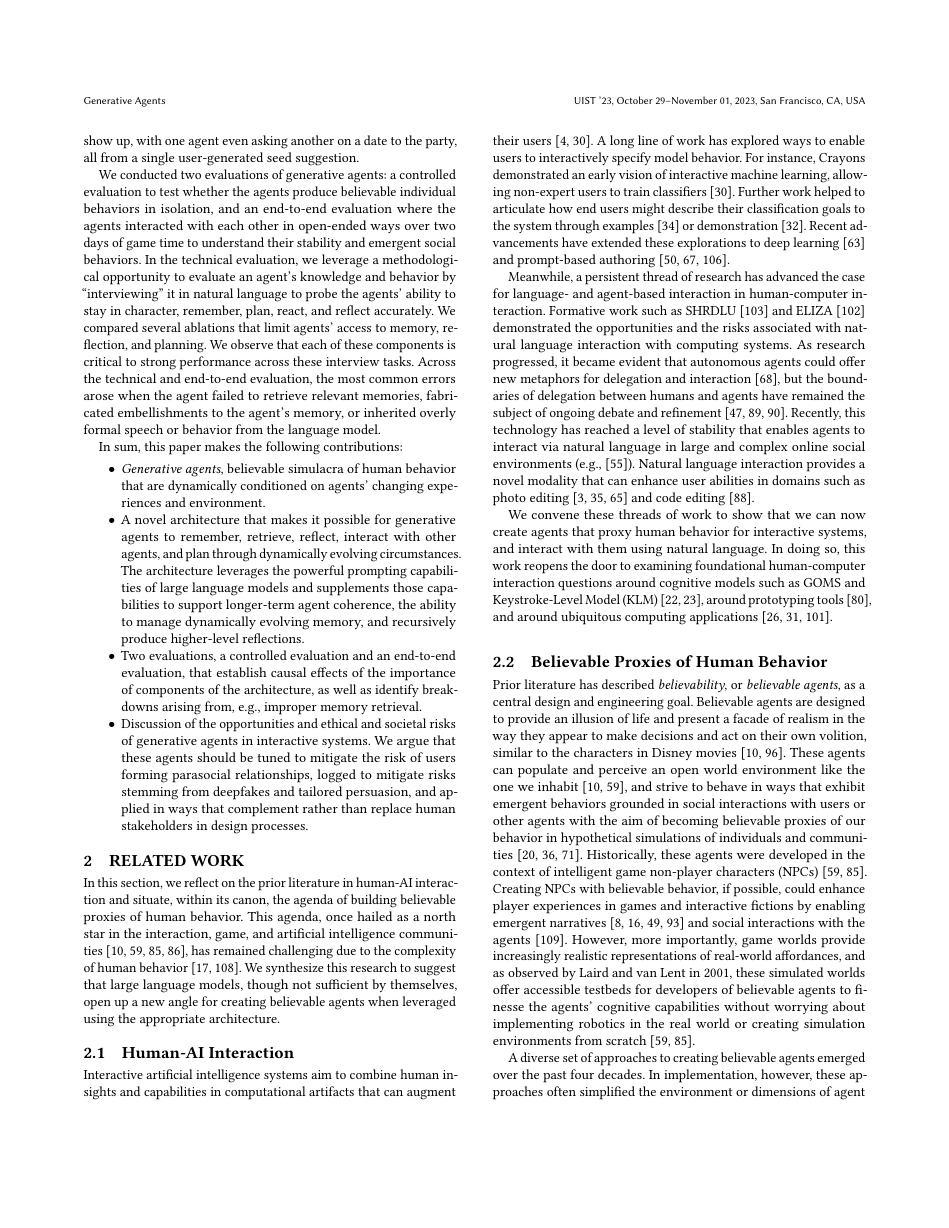 Generative Agents
UIST ’23, October 29–November 01, 2023, San Francisco, CA, USA
show up, with one agent even asking another on a date to the party,
all from a single user-generated seed suggestion.
We conducted two evaluations of generative agents: a controlled
evaluation to test whether the agents produce believable individual
behaviors in isolation, and an end-to-end evaluation where the
agents interacted with each other in open-ended ways over two
days of game time to understand their stability and emergent social
behaviors. In the technical evaluation, we leverage a methodologi-
cal opportunity to evaluate an agent’s knowledge and behavior by
“interviewing” it in natural language to probe the agents’ ability to
stay in character, remember, plan, react, and reflect accurately. We
compared several ablations that limit agents’ access to memory, re-
flection, and planning. We observe that each of these components is
critical to strong performance across these interview tasks. Across
the technical and end-to-end evaluation, the most common errors
arose when the agent failed to retrieve relevant memories, fabri-
cated embellishments to the agent’s memory, or inherited overly
formal speech or behavior from the language model.
In sum, this paper makes the following contributions:
• Generative agents, believable simulacra of human behavior
that are dynamically conditioned on agents’ changing expe-
riences and environment.
• A novel architecture that makes it possible for generative
agents to remember, retrieve, reflect, interact with other
agents, and plan through dynamically evolving circumstances.
The architecture leverages the powerful prompting capabili-
ties of large language models and supplements those capa-
bilities to support longer-term agent coherence, the ability
to manage dynamically evolving memory, and recursively
produce higher-level reflections.
• Two evaluations, a controlled evaluation and an end-to-end
evaluation, that establish causal effects of the importance
of components of the architecture, as well as identify break-
downs arising from, e.g., improper memory retrieval.
• Discussion of the opportunities and ethical and societal risks
of generative agents in interactive systems. We argue that
these agents should be tuned to mitigate the risk of users
forming parasocial relationships, logged to mitigate risks
stemming from deepfakes and tailored persuasion, and ap-
plied in ways that complement rather than replace human
stakeholders in design processes.
2 RELATED WORK
In this section, we reflect on the prior literature in human-AI interac-
tion and situate, within its canon, the agenda of building believable
proxies of human behavior. This agenda, once hailed as a north
star in the interaction, game, and artificial intelligence communi-
ties [10, 59, 85, 86], has remained challenging due to the complexity
of human behavior [17, 108]. We synthesize this research to suggest
that large language models, though not sufficient by themselves,
open up a new angle for creating believable agents when leveraged
using the appropriate architecture.
2.1 Human-AI Interaction
Interactive artificial intelligence systems aim to combine human in-
sights and capabilities in computational artifacts that can augment
their users [4, 30]. A long line of work has explored ways to enable
users to interactively specify model behavior. For instance, Crayons
demonstrated an early vision of interactive machine learning, allow-
ing non-expert users to train classifiers [30]. Further work helped to
articulate how end users might describe their classification goals to
the system through examples [34] or demonstration [32]. Recent ad-
vancements have extended these explorations to deep learning [63]
and prompt-based authoring [50, 67, 106].
Meanwhile, a persistent thread of research has advanced the case
for language- and agent-based interaction in human-computer in-
teraction. Formative work such as SHRDLU [103] and ELIZA [102]
demonstrated the opportunities and the risks associated with nat-
ural language interaction with computing systems. As research
progressed, it became evident that autonomous agents could offer
new metaphors for delegation and interaction [68], but the bound-
aries of delegation between humans and agents have remained the
subject of ongoing debate and refinement [47, 89, 90]. Recently, this
technology has reached a level of stability that enables agents to
interact via natural language in large and complex online social
environments (e.g., [55]). Natural language interaction provides a
novel modality that can enhance user abilities in domains such as
photo editing [3, 35, 65] and code editing [88].
We convene these threads of work to show that we can now
create agents that proxy human behavior for interactive systems,
and interact with them using natural language. In doing so, this
work reopens the door to examining foundational human-computer
interaction questions around cognitive models such as GOMS and
Keystroke-Level Model (KLM) [22, 23], around prototyping tools [80],
and around ubiquitous computing applications [26, 31, 101].
2.2 Believable Proxies of Human Behavior
Prior literature has described believability, or believable agents, as a
central design and engineering goal. Believable agents are designed
to provide an illusion of life and present a facade of realism in the
way they appear to make decisions and act on their own volition,
similar to the characters in Disney movies [10, 96]. These agents
can populate and perceive an open world environment like the
one we inhabit [10, 59], and strive to behave in ways that exhibit
emergent behaviors grounded in social interactions with users or
other agents with the aim of becoming believable proxies of our
behavior in hypothetical simulations of individuals and communi-
ties [20, 36, 71]. Historically, these agents were developed in the
context of intelligent game non-player characters (NPCs) [59, 85].
Creating NPCs with believable behavior, if possible, could enhance
player experiences in games and interactive fictions by enabling
emergent narratives [8, 16, 49, 93] and social interactions with the
agents [109]. However, more importantly, game worlds provide
increasingly realistic representations of real-world affordances, and
as observed by Laird and van Lent in 2001, these simulated worlds
offer accessible testbeds for developers of believable agents to fi-
nesse the agents’ cognitive capabilities without worrying about
implementing robotics in the real world or creating simulation
environments from scratch [59, 85].
A diverse set of approaches to creating believable agents emerged
over the past four decades. In implementation, however, these ap-
proaches often simplified the environment or dimensions of agent